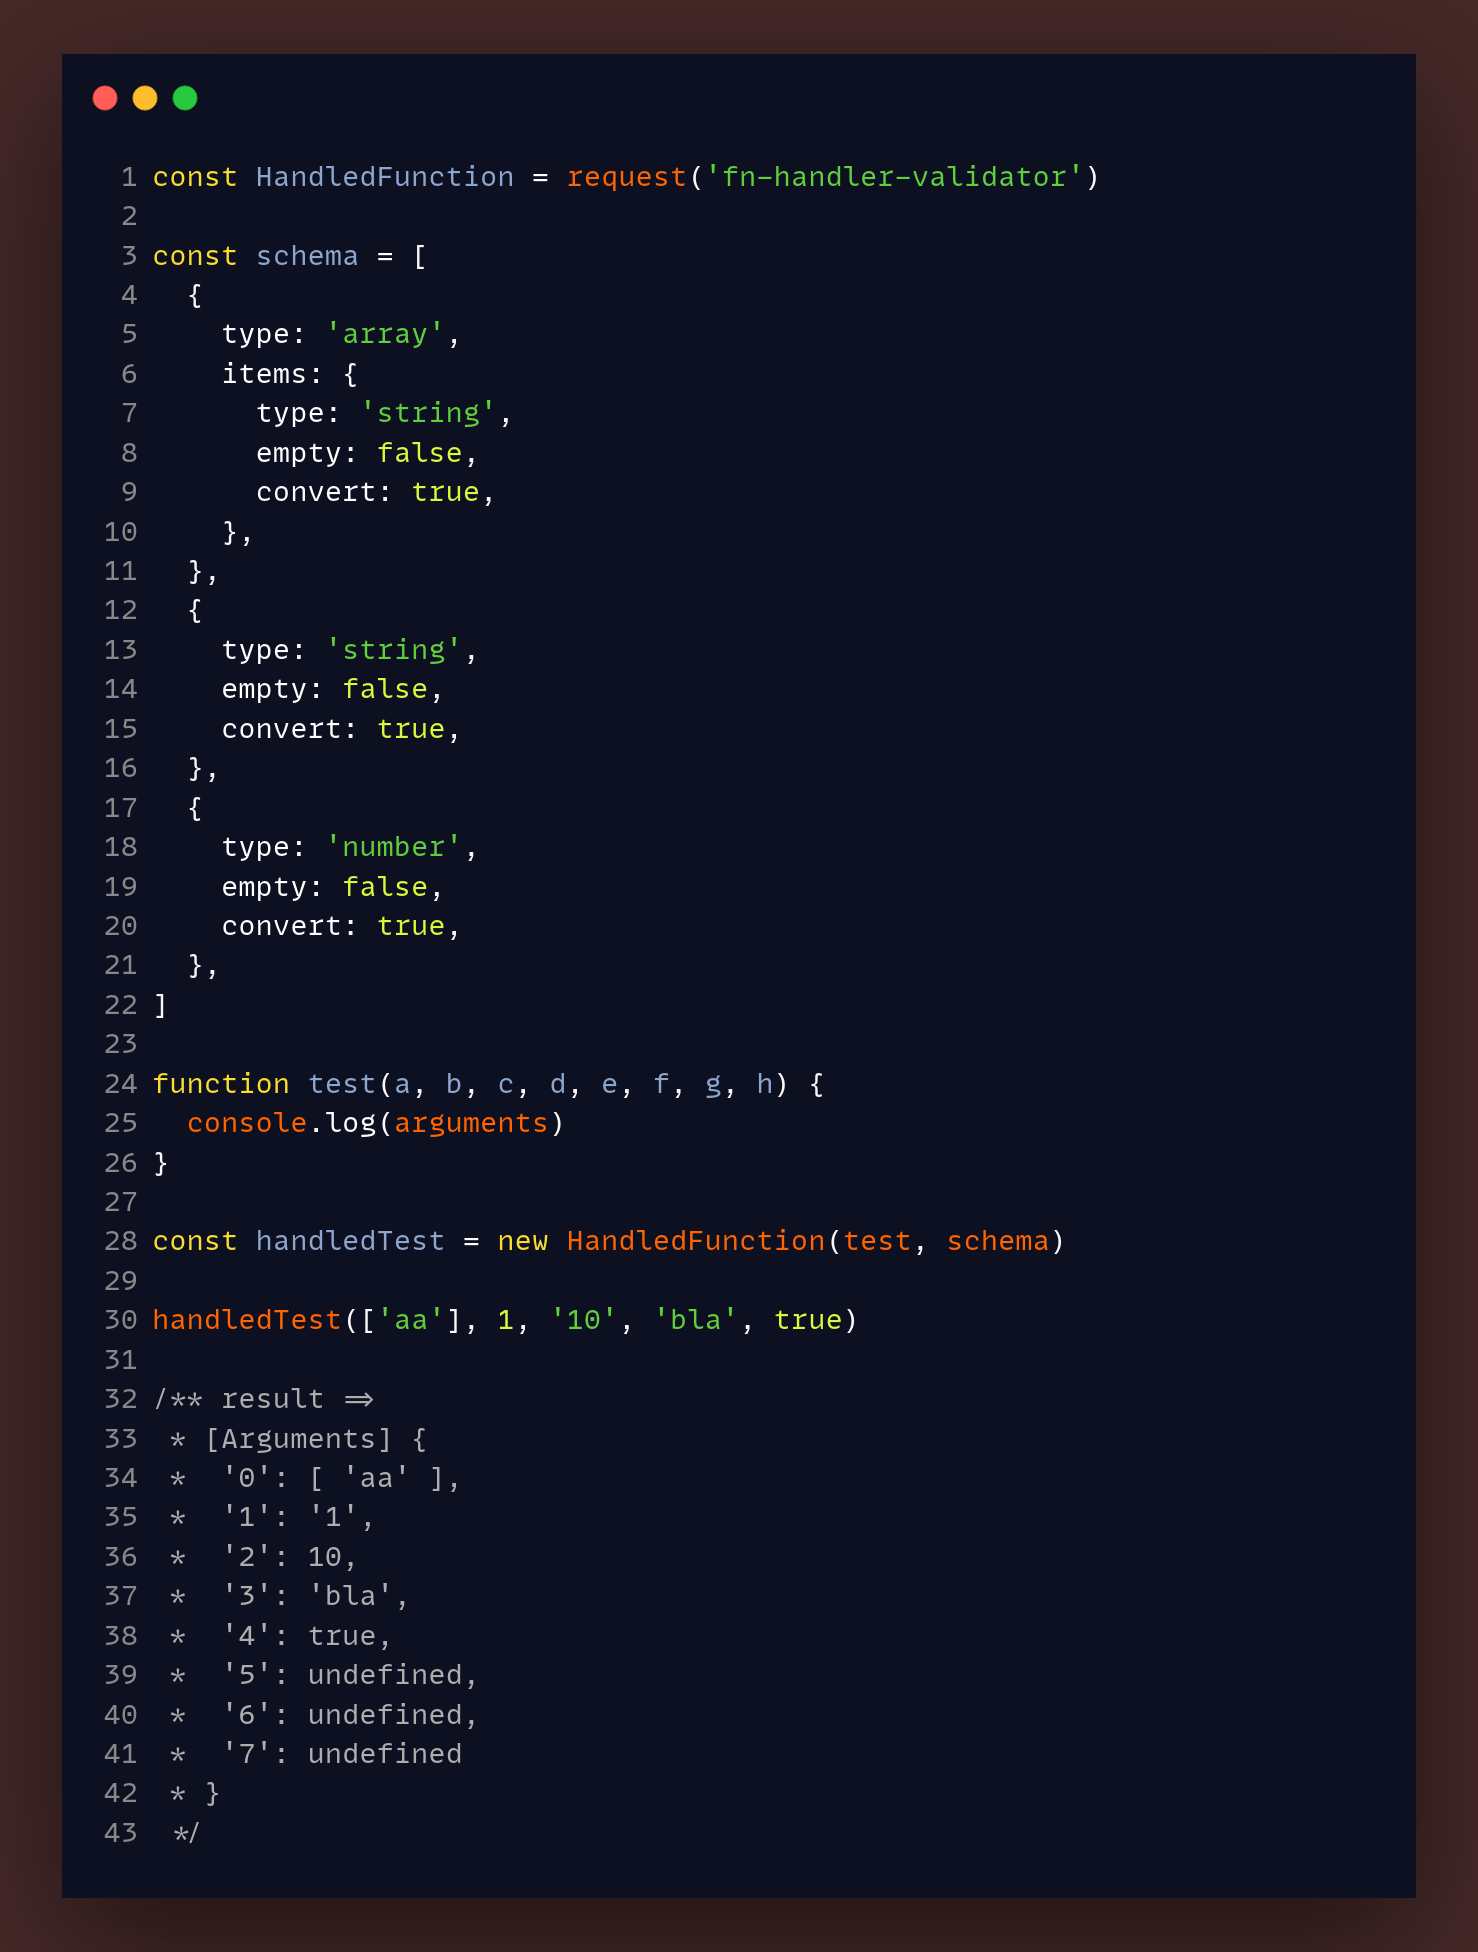 1 const HandledFunction = request('fn-handler-validator')
2
3 const schema = [
4   {
5     type: 'array',
6     items: {
7       type: 'string',
8       empty: false,
9       convert: true,
10     },
11   },
12   {
13     type: 'string',
14     empty: false,
15     convert: true,
16   },
17   {
18     type: 'number',
19     empty: false,
20     convert: true,
21   },
22 ]
23
24 function test(a, b, c, d, e, f, g, h) {
25   console.log(arguments)
26 }
27
28 const handledTest = new HandledFunction(test, schema)
29
30 handledTest(['aa'], 1, '10', 'bla', true)
31
32 /** result =>
33  * [Arguments] {
34  *  '0': [ 'aa' ],
35  *  '1': '1',
36  *  '2': 10,
37  *  '3': 'bla',
38  *  '4': true,
39  *  '5': undefined,
40  *  '6': undefined,
41  *  '7': undefined
42  * }
43  */